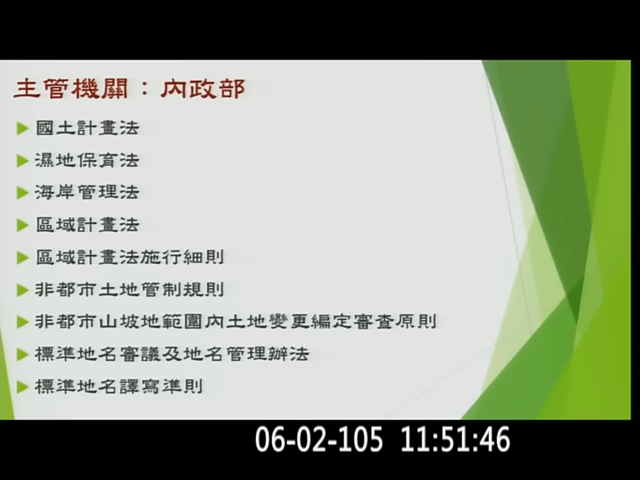 主管機關：內政部
國土計畫法
濕地保育法
海岸管理法
區域計畫法
區域計畫法施行細則
非都市土地管制規則
非都市山坡地範圍內土地變更編定審查原則
標準地名審議及地名管理辦法
標準地名譯寫準則
06-02-105 11:51:46